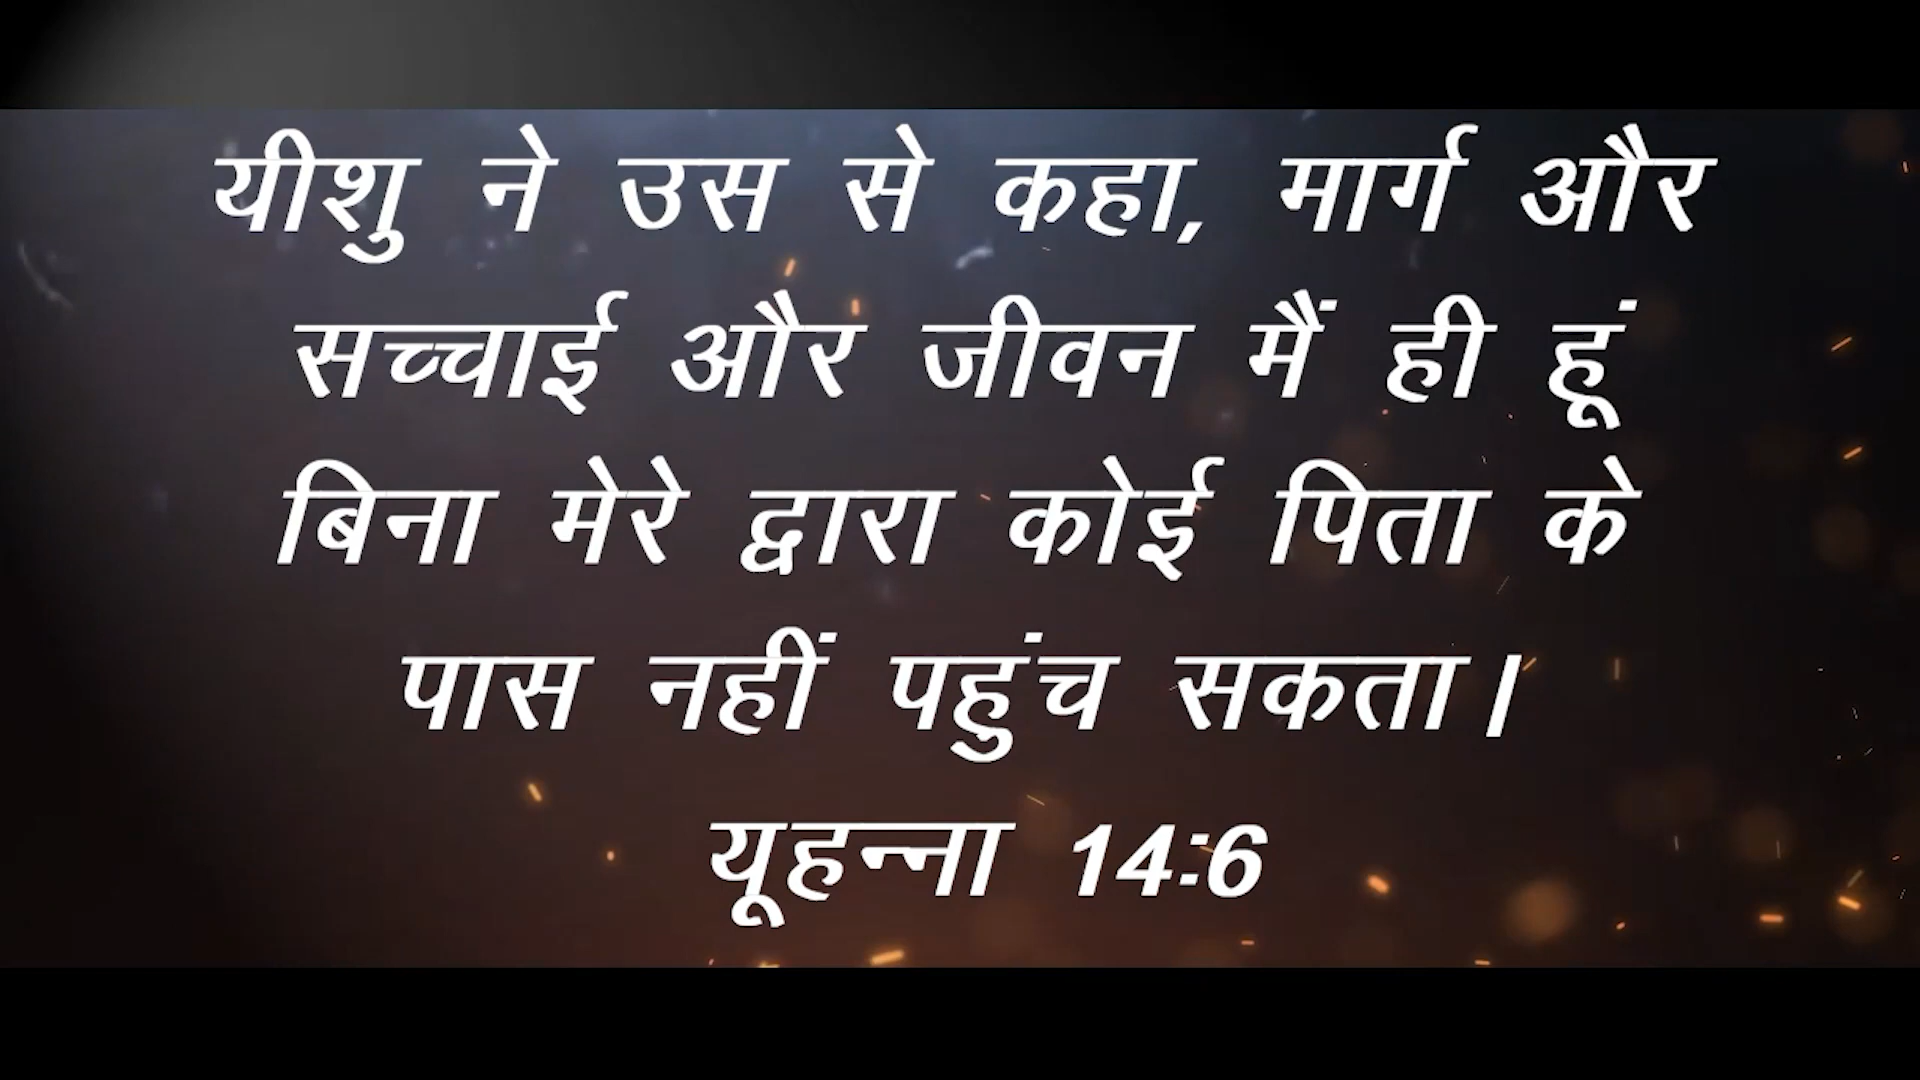 यीशु ने उस से कहा, मार्ग और
सच्चाई और जीवन मैं ही हूं
बिना मेरे द्वारा कोई पिता के
पास नहीं पहुंच सकता।
यूहन्ना 14:6